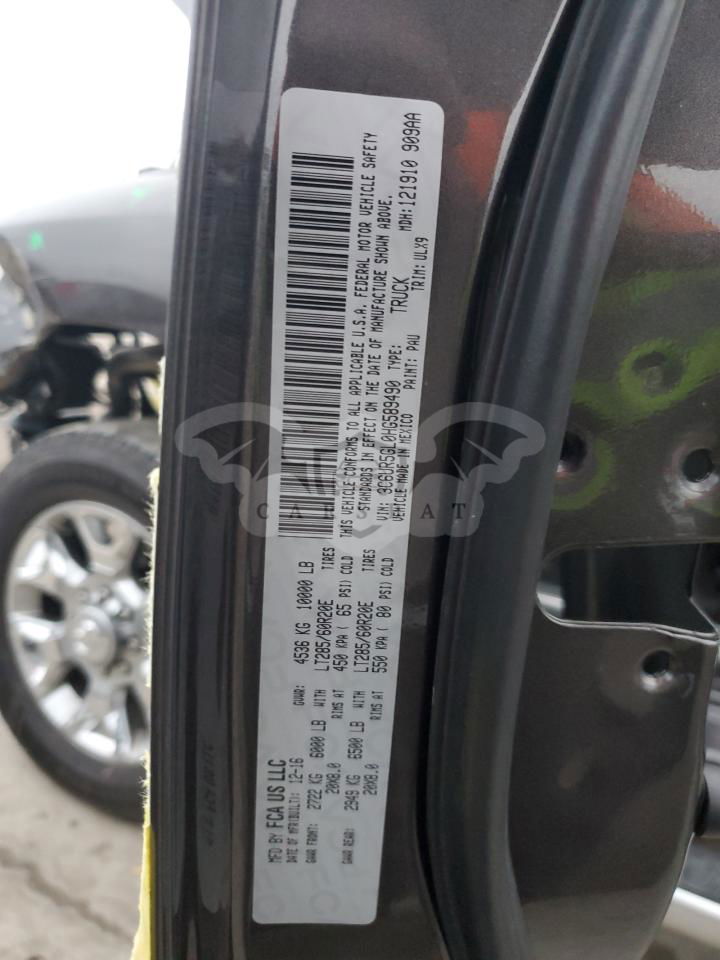 MFD BY FCA US LLC
DATE OF MFR(BUILT): 12-16 GVWR: 4536 KG 10000 LB
GAWR FRONT: 2722 KG 6000 LB WITH LT285/60R20E TIRES
20X8.0 RIMS AT 450 KPA ( 65 PSI) COLD
GAWR REAR: 2949 KG 6500 LB WITH LT285/60R20E TIRES
20X8.0 RIMS AT 550 KPA ( 80 PSI) COLD
THIS VEHICLE CONFORMS TO ALL APPLICABLE U.S.A. FEDERAL MOTOR VEHICLE SAFETY
STANDARDS IN EFFECT ON THE DATE OF MANUFACTURE SHOWN ABOVE.
VIN: 3C6UR5GL0HG589490 TYPE: TRUCK MDH: 121910 909AA
VEHICLE MADE IN MEXICO PAINT: PAU TRIM: ULX9